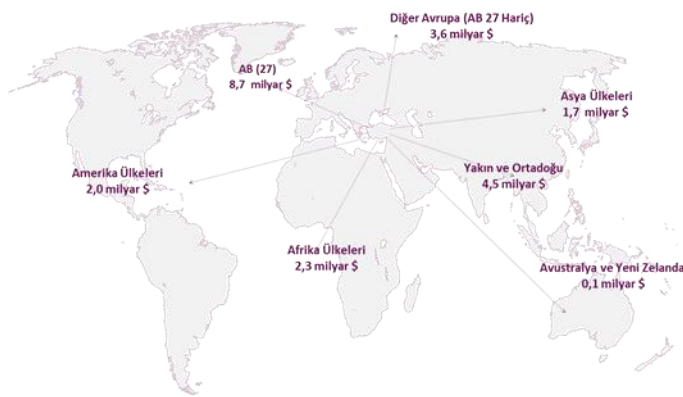 Diğer Avrupa (AB 27 Hariç)
3,6 milyar $
AB (27)
8,7 milyar $
Asya Ülkeleri
1,7 milyar $
Amerika Ülkeleri
2,0 milyar $
Yakın ve Ortadoğu
4,5 milyar $
Afrika Ülkeleri
2,3 milyar $
Avustralya ve Yeni Zelanda
0,1 milyar $